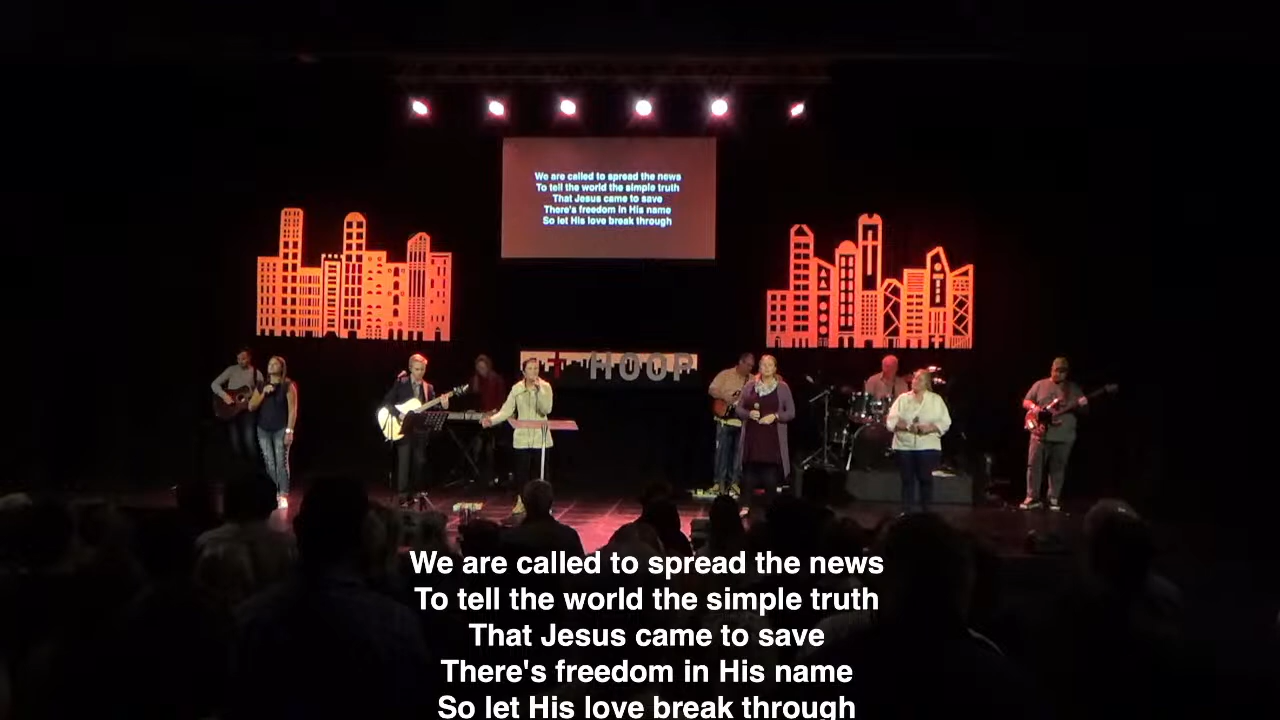 We are called to spread the news
To tell the world the simple truth
That Jesus came to save
There's freedom in His name
So let His love break through
HOOP
We are called to spread the news
To tell the world the simple truth
That Jesus came to save
There's freedom in His name
So let His love break through